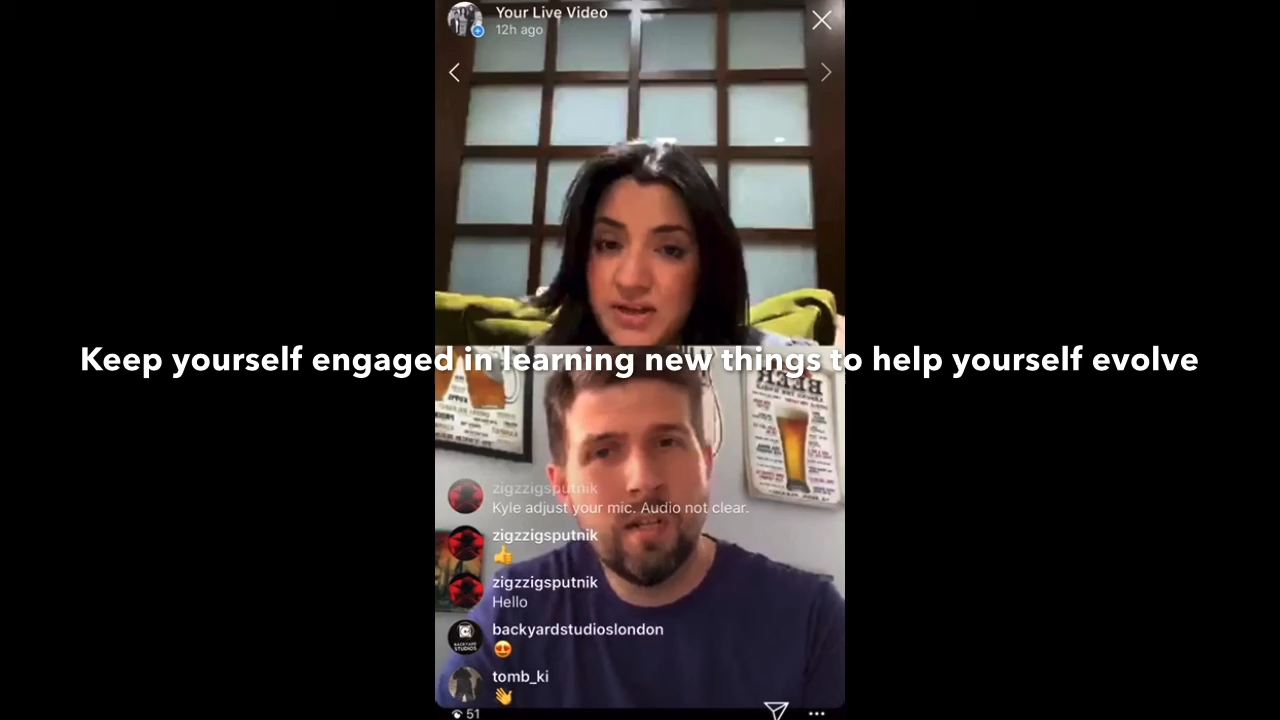 Your Live Video
12h ago
Keep yourself engaged in learning new things to help yourself evolve
BEER
zigzzigsputnik
Kyle adjust your mic. Audio not clear.
zigzzigsputnik
👍
zigzzigsputnik
Hello
backyardstudioslondon
😍
tomb_ki
👋
51